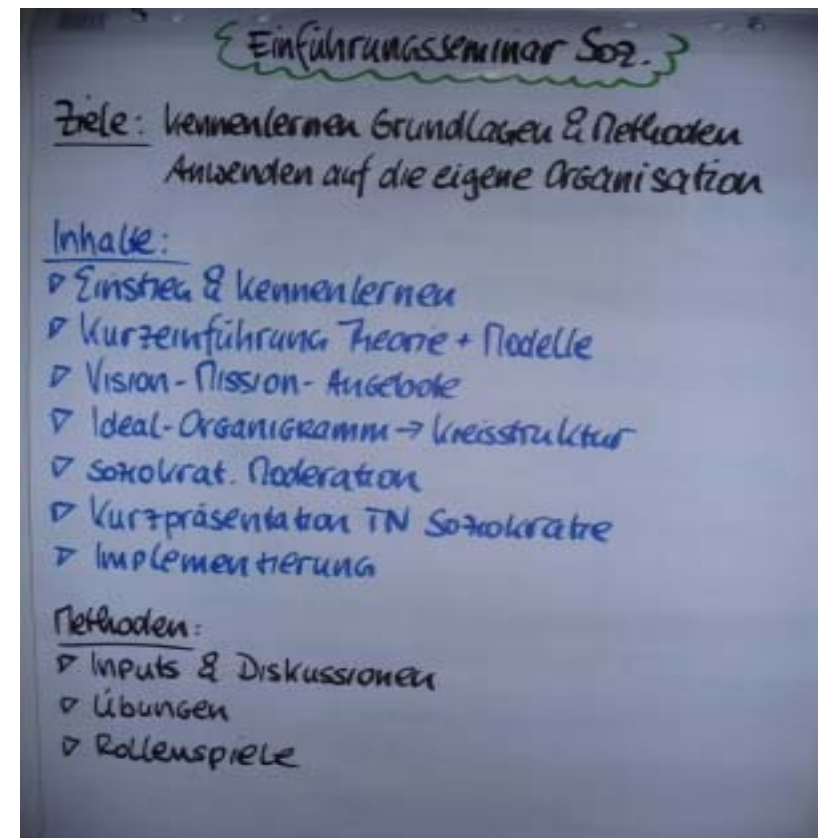 Einführungsseminar Soz.
Ziele: Kennenlernen Grundlagen & Methoden
Anwenden auf die eigene Organisation
Inhalte:
▷ Einstieg & Kennenlernen
▷ Kurzeinführung Theorie + Modelle
▷ Vision-Mission-Angebote
▷ Ideal-Organigramm → Kreisstruktur
▷ soziokrat. Moderation
▷ Kurzpräsentation TN Soziokratie
▷ Implementierung
Methoden:
▷ Inputs & Diskussionen
▷ Übungen
▷ Rollenspiele